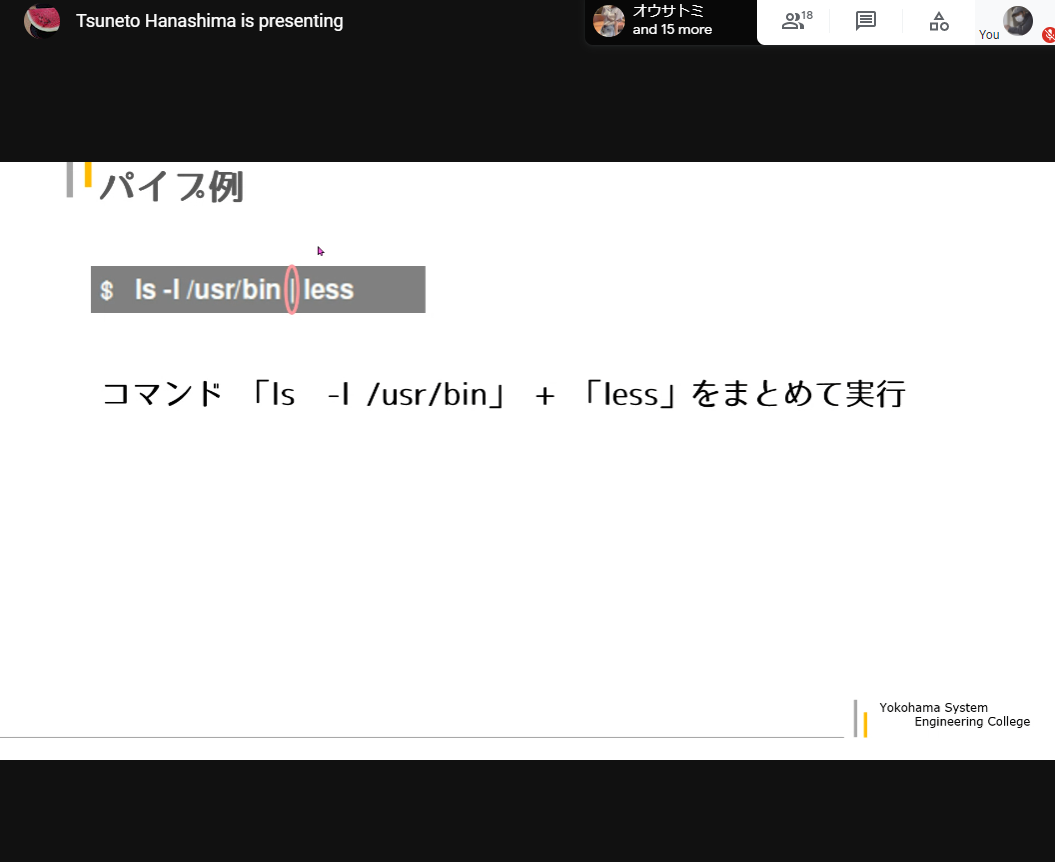 Tsuneto Hanashima is presenting
オウサトミ
and 15 more
18
You
パイプ例
$ ls -l /usr/bin | less
コマンド 「ls -l /usr/bin」 + 「less」をまとめて実行
Yokohama System
Engineering College